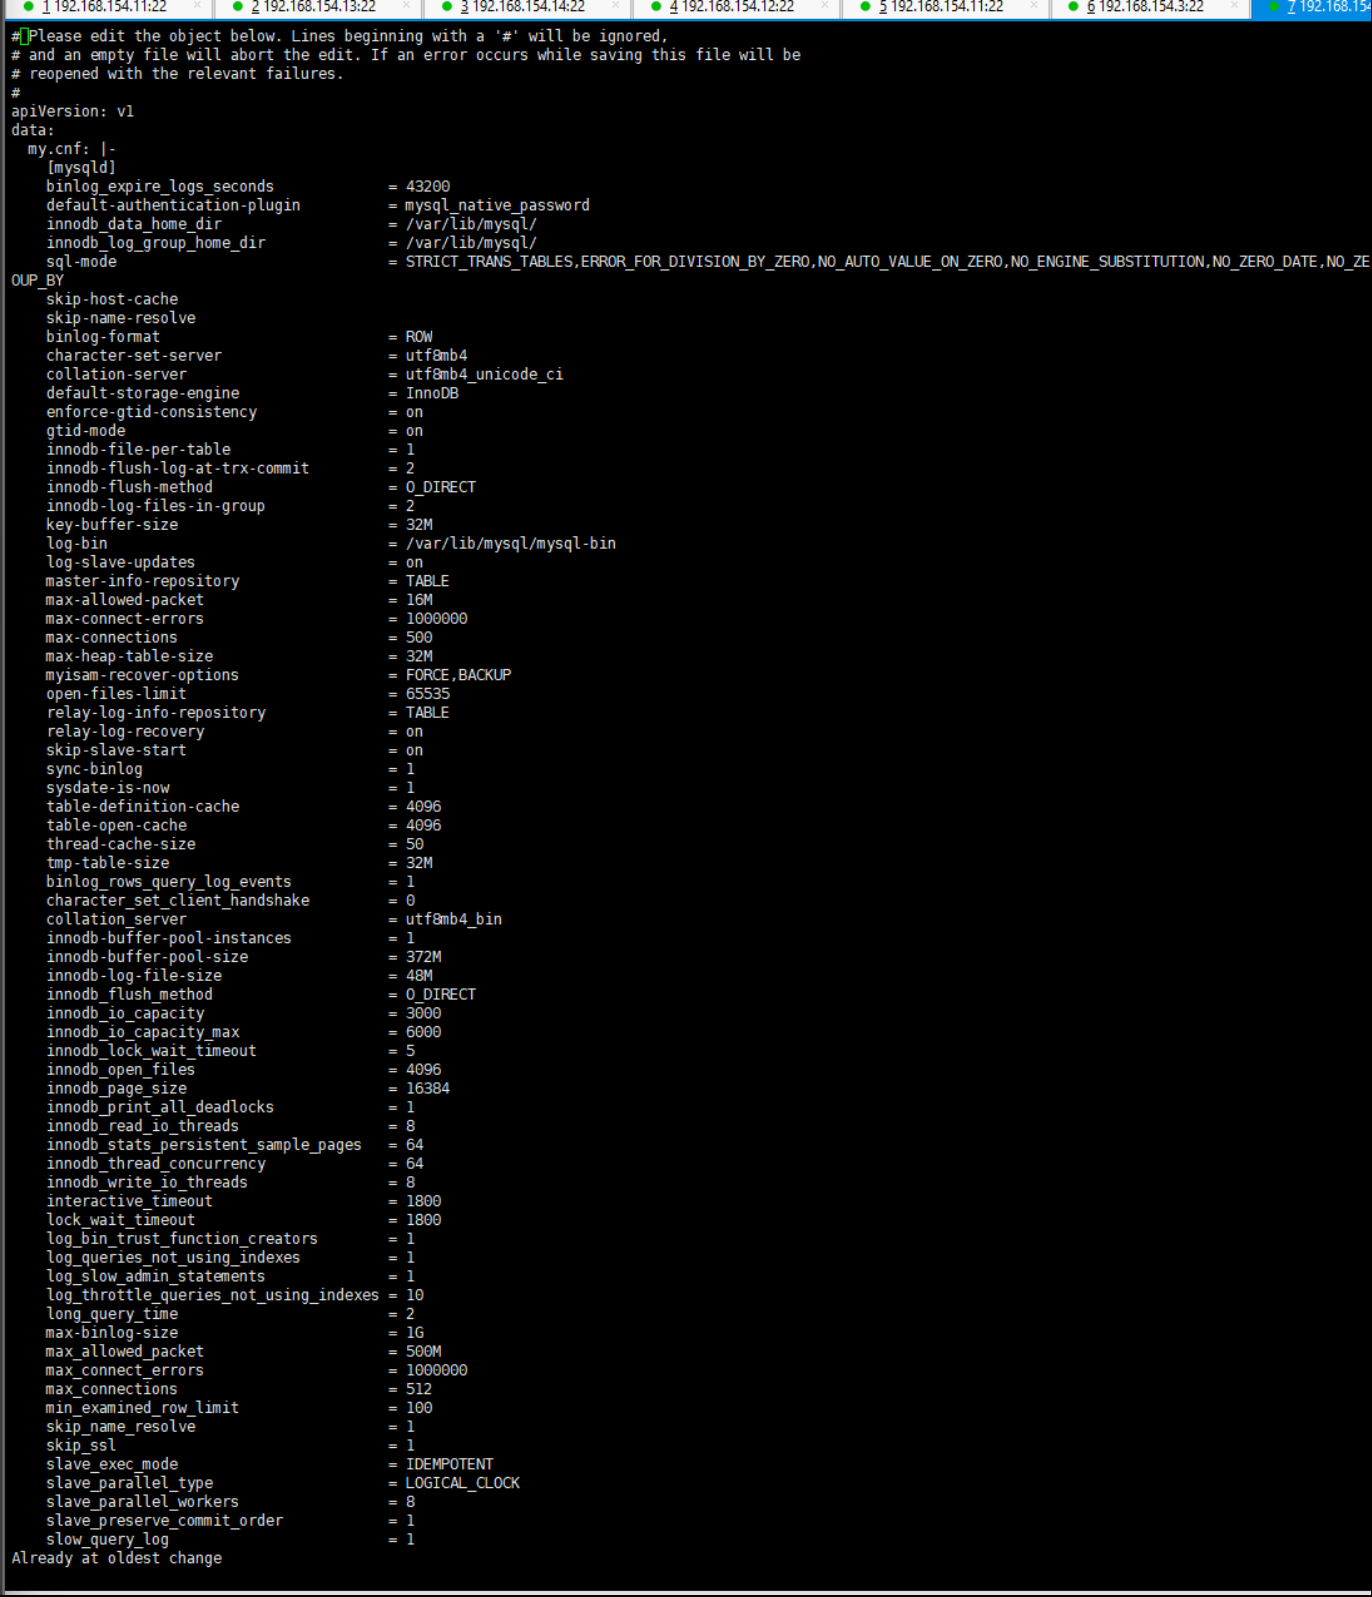 1 192.168.154.11:22 × 2 192.168.154.13:22 × 3 192.168.154.14:22 × 4 192.168.154.12:22 × 5 192.168.154.11:22 × 6 192.168.154.3:22 × 7 192.168.154
#Please edit the object below. Lines beginning with a '#' will be ignored,
# and an empty file will abort the edit. If an error occurs while saving this file will be
# reopened with the relevant failures.
#
apiVersion: v1
data:
  my.cnf: |-
    [mysqld]
    binlog_expire_logs_seconds             = 43200
    default-authentication-plugin          = mysql_native_password
    innodb_data_home_dir                   = /var/lib/mysql/
    innodb_log_group_home_dir              = /var/lib/mysql/
    sql-mode                               = STRICT_TRANS_TABLES,ERROR_FOR_DIVISION_BY_ZERO,NO_AUTO_VALUE_ON_ZERO,NO_ENGINE_SUBSTITUTION,NO_ZERO_DATE,NO_ZE
OUP_BY
    skip-host-cache
    skip-name-resolve
    binlog-format                          = ROW
    character-set-server                   = utf8mb4
    collation-server                       = utf8mb4_unicode_ci
    default-storage-engine                 = InnoDB
    enforce-gtid-consistency               = on
    gtid-mode                              = on
    innodb-file-per-table                  = 1
    innodb-flush-log-at-trx-commit         = 2
    innodb-flush-method                    = O_DIRECT
    innodb-log-files-in-group              = 2
    key-buffer-size                        = 32M
    log-bin                                = /var/lib/mysql/mysql-bin
    log-slave-updates                      = on
    master-info-repository                 = TABLE
    max-allowed-packet                     = 16M
    max-connect-errors                     = 1000000
    max-connections                        = 500
    max-heap-table-size                    = 32M
    myisam-recover-options                 = FORCE,BACKUP
    open-files-limit                       = 65535
    relay-log-info-repository              = TABLE
    relay-log-recovery                     = on
    skip-slave-start                       = on
    sync-binlog                            = 1
    sysdate-is-now                         = 1
    table-definition-cache                 = 4096
    table-open-cache                       = 4096
    thread-cache-size                      = 50
    tmp-table-size                         = 32M
    binlog_rows_query_log_events           = 1
    character_set_client_handshake         = 0
    collation_server                       = utf8mb4_bin
    innodb-buffer-pool-instances           = 1
    innodb-buffer-pool-size                = 372M
    innodb-log-file-size                   = 48M
    innodb_flush_method                    = O_DIRECT
    innodb_io_capacity                     = 3000
    innodb_io_capacity_max                 = 6000
    innodb_lock_wait_timeout               = 5
    innodb_open_files                      = 4096
    innodb_page_size                       = 16384
    innodb_print_all_deadlocks             = 1
    innodb_read_io_threads                 = 8
    innodb_stats_persistent_sample_pages   = 64
    innodb_thread_concurrency              = 64
    innodb_write_io_threads                = 8
    interactive_timeout                    = 1800
    lock_wait_timeout                      = 1800
    log_bin_trust_function_creators        = 1
    log_queries_not_using_indexes          = 1
    log_slow_admin_statements              = 1
    log_throttle_queries_not_using_indexes = 10
    long_query_time                        = 2
    max-binlog-size                        = 1G
    max_allowed_packet                     = 500M
    max_connect_errors                     = 1000000
    max_connections                        = 512
    min_examined_row_limit                 = 100
    skip_name_resolve                      = 1
    skip_ssl                               = 1
    slave_exec_mode                        = IDEMPOTENT
    slave_parallel_type                    = LOGICAL_CLOCK
    slave_parallel_workers                 = 8
    slave_preserve_commit_order            = 1
    slow_query_log                         = 1
Already at oldest change